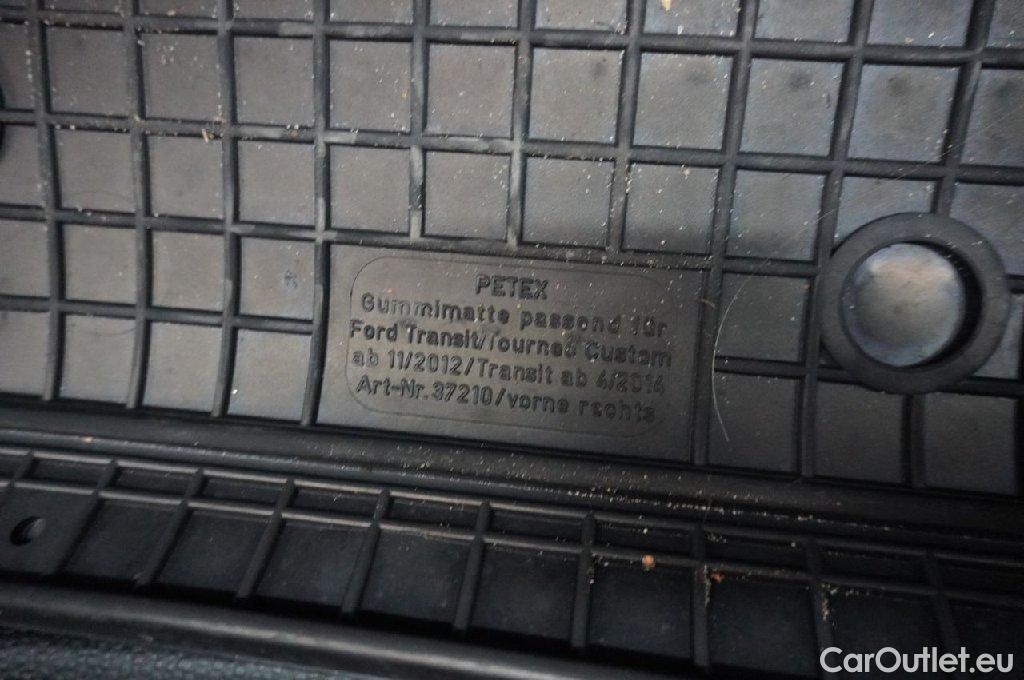 PETEX
Gummimatte passend für
Ford Transit/Tourneo Custom
ab 11/2012/Transit ab 4/2014
Art-Nr. 37210/vorne rechts
CarOutlet.eu